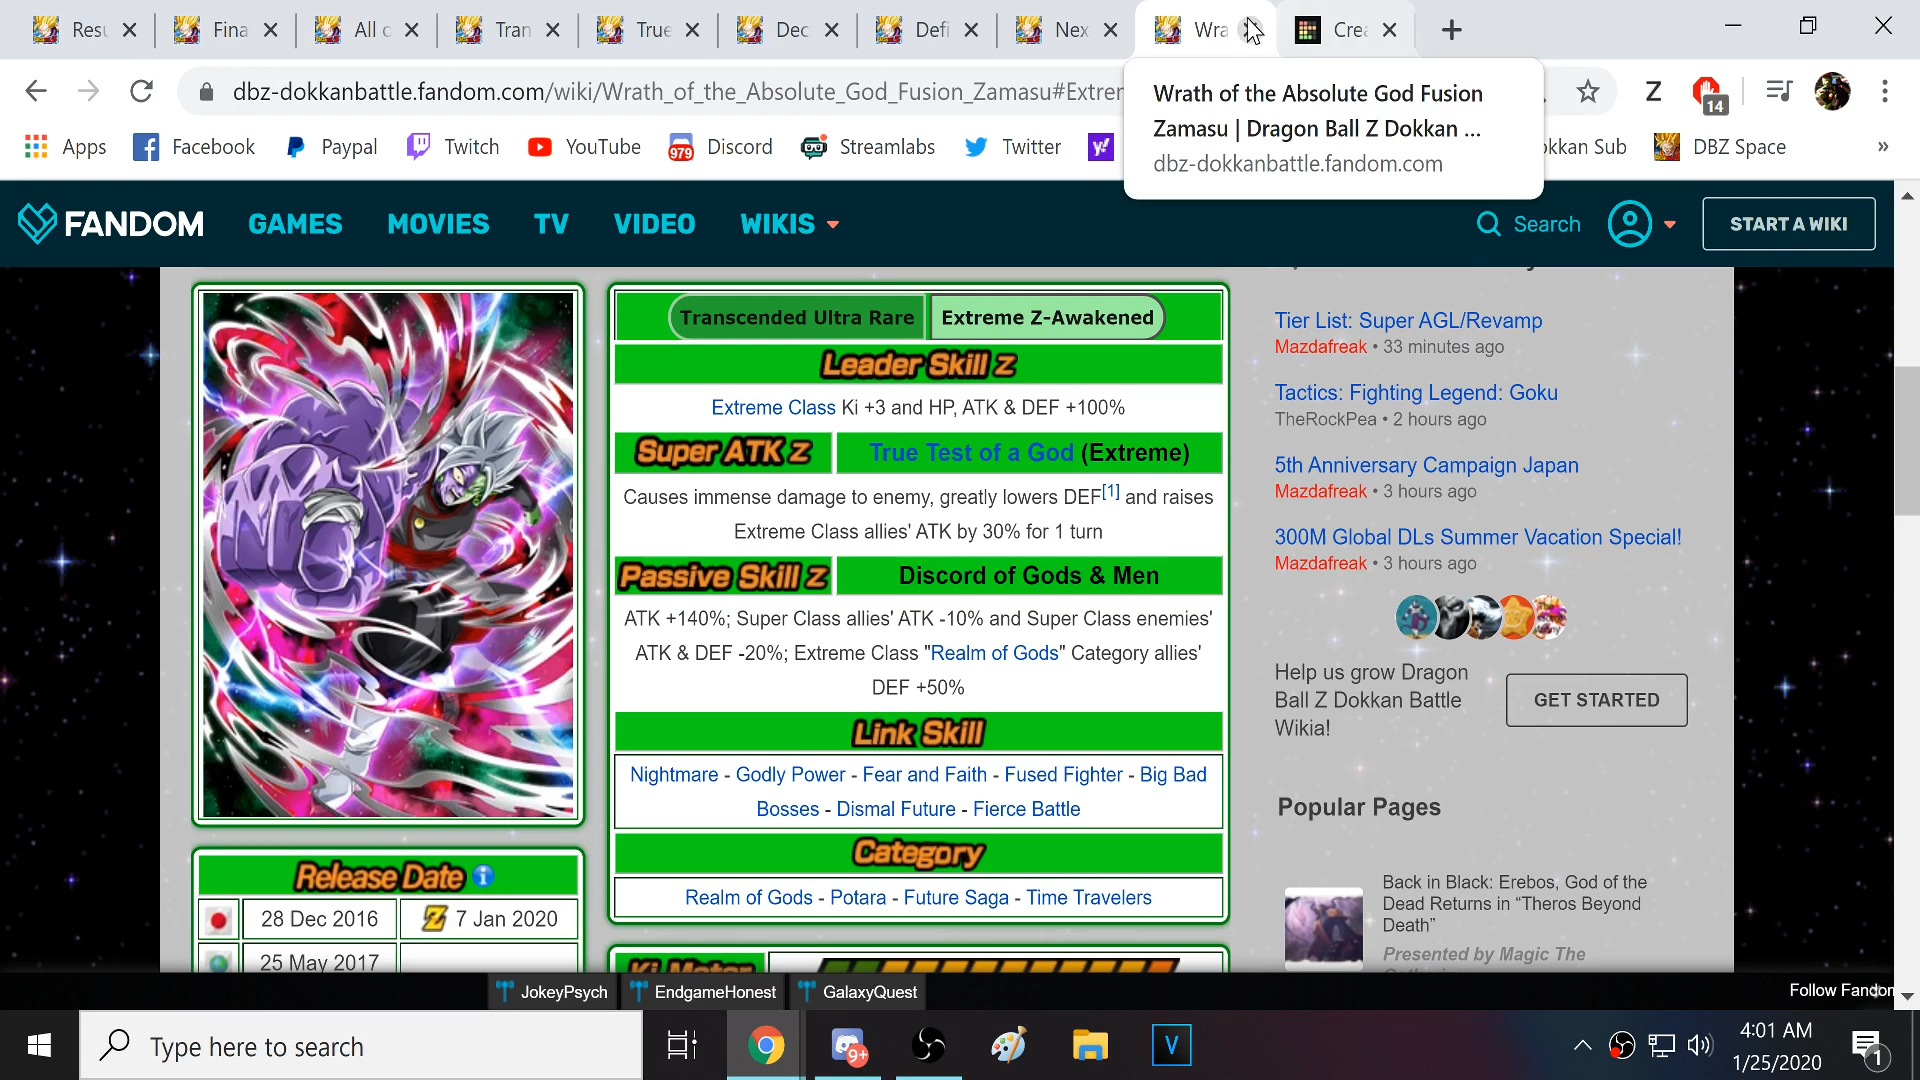 Resu
Fina
All c
Tran
True
Dec
Defi
Nex
Wra
Crea
dbz-dokkanbattle.fandom.com/wiki/Wrath_of_the_Absolute_God_Fusion_Zamasu#Extrem
Z
14
Wrath of the Absolute God Fusion
Zamasu | Dragon Ball Z Dokkan ...
dbz-dokkanbattle.fandom.com
Apps
Facebook
Paypal
Twitch
YouTube
979
Discord
Streamlabs
Twitter
y!
okkan Sub
DBZ Space
»
FANDOM
GAMES
MOVIES
TV
VIDEO
WIKIS
Search
START A WIKI
Transcended Ultra Rare
Extreme Z-Awakened
Leader Skill Z
Extreme Class Ki +3 and HP, ATK & DEF +100%
Super ATK Z
True Test of a God (Extreme)
Causes immense damage to enemy, greatly lowers DEF[1] and raises
Extreme Class allies' ATK by 30% for 1 turn
Passive Skill Z
Discord of Gods & Men
ATK +140%; Super Class allies' ATK -10% and Super Class enemies'
ATK & DEF -20%; Extreme Class "Realm of Gods" Category allies'
DEF +50%
Link Skill
Nightmare - Godly Power - Fear and Faith - Fused Fighter - Big Bad
Bosses - Dismal Future - Fierce Battle
Category
Realm of Gods - Potara - Future Saga - Time Travelers
Ki Meter
Release Date
28 Dec 2016
Z 7 Jan 2020
25 May 2017
Tier List: Super AGL/Revamp
Mazdafreak • 33 minutes ago
Tactics: Fighting Legend: Goku
TheRockPea • 2 hours ago
5th Anniversary Campaign Japan
Mazdafreak • 3 hours ago
300M Global DLs Summer Vacation Special!
Mazdafreak • 3 hours ago
Help us grow Dragon
Ball Z Dokkan Battle
Wikia!
GET STARTED
Popular Pages
Back in Black: Erebos, God of the
Dead Returns in “Theros Beyond
Death”
Presented by Magic The
JokeyPsych
EndgameHonest
GalaxyQuest
Follow Fandom
Type here to search
9+
V
4:01 AM
1/25/2020
1